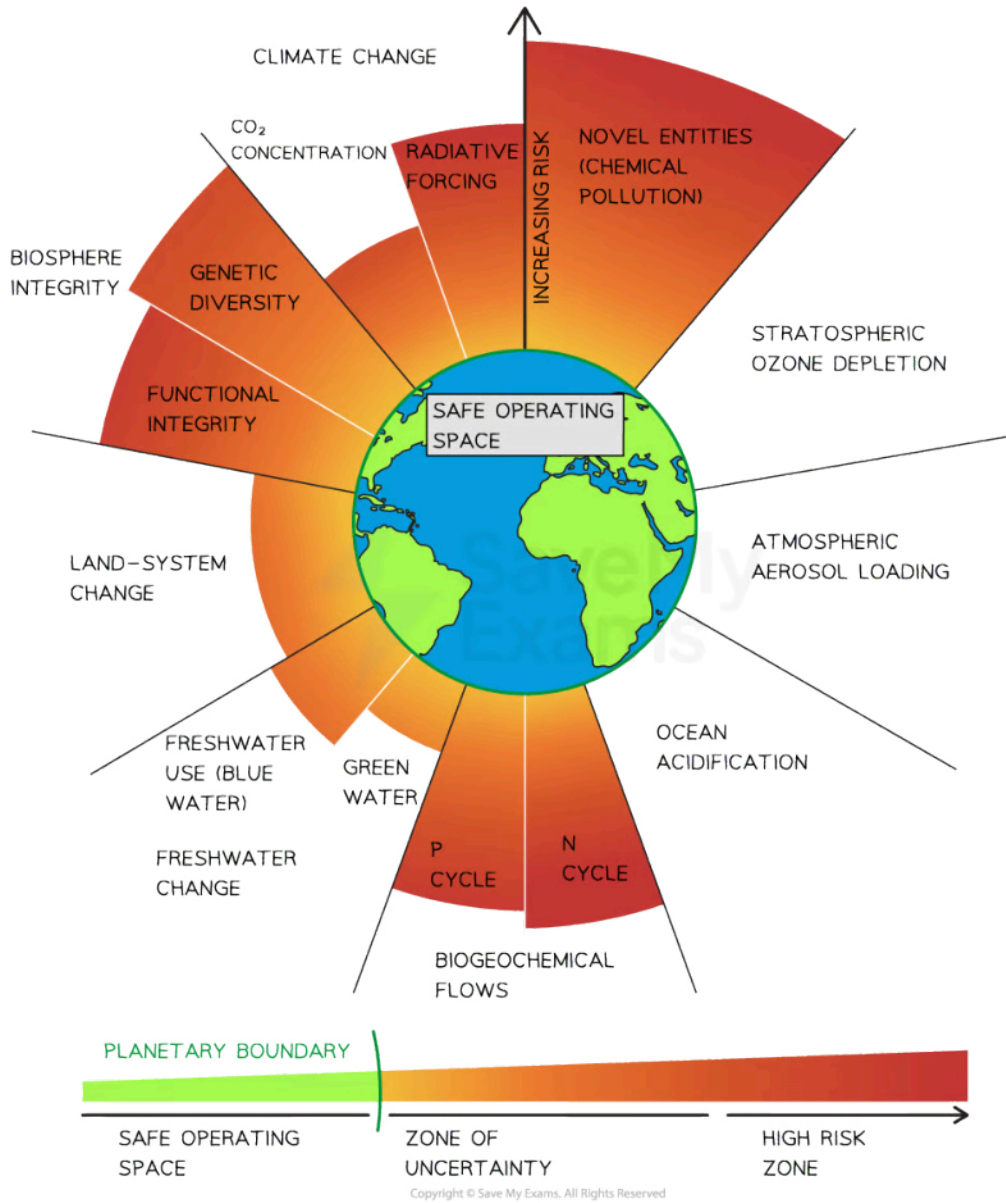 CLIMATE CHANGE
CO₂
CONCENTRATION
RADIATIVE
FORCING
INCREASING RISK
NOVEL ENTITIES
(CHEMICAL
POLLUTION)
BIOSPHERE
INTEGRITY
GENETIC
DIVERSITY
FUNCTIONAL
INTEGRITY
STRATOSPHERIC
OZONE DEPLETION
SAFE OPERATING
SPACE
LAND-SYSTEM
CHANGE
ATMOSPHERIC
AEROSOL LOADING
SaveMy
Exams
FRESHWATER
USE (BLUE
WATER)
GREEN
WATER
OCEAN
ACIDIFICATION
FRESHWATER
CHANGE
P
CYCLE
N
CYCLE
BIOGEOCHEMICAL
FLOWS
PLANETARY BOUNDARY
SAFE OPERATING
SPACE
ZONE OF
UNCERTAINTY
HIGH RISK
ZONE
Copyright © Save My Exams. All Rights Reserved